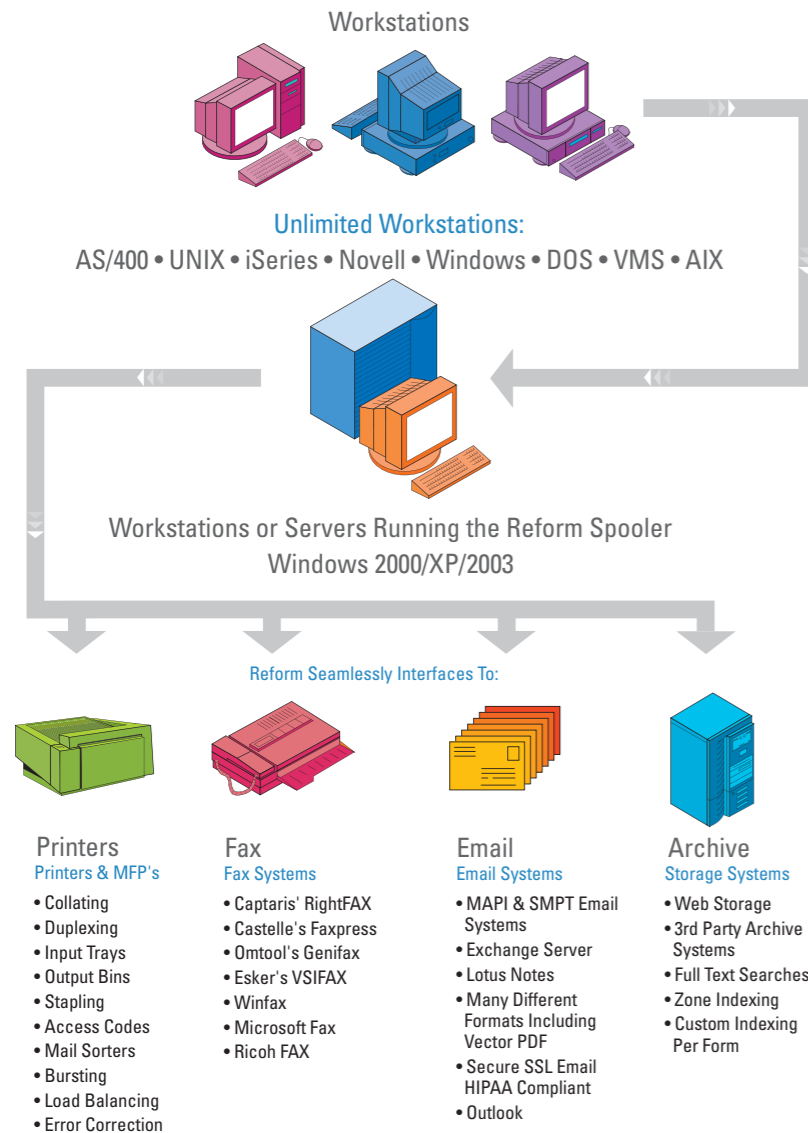 Workstations
Unlimited Workstations:
AS/400 • UNIX • iSeries • Novell • Windows • DOS • VMS • AIX
Workstations or Servers Running the Reform Spooler
Windows 2000/XP/2003
Reform Seamlessly Interfaces To:
Printers
Printers & MFP's
• Collating
• Duplexing
• Input Trays
• Output Bins
• Stapling
• Access Codes
• Mail Sorters
• Bursting
• Load Balancing
• Error Correction
Fax
Fax Systems
• Captaris' RightFAX
• Castelle's Faxpress
• Omtool's Genifax
• Esker's VSIFAX
• Winfax
• Microsoft Fax
• Ricoh FAX
Email
Email Systems
• MAPI & SMPT Email
Systems
• Exchange Server
• Lotus Notes
• Many Different
Formats Including
Vector PDF
• Secure SSL Email
HIPAA Compliant
• Outlook
Archive
Storage Systems
• Web Storage
• 3rd Party Archive
Systems
• Full Text Searches
• Zone Indexing
• Custom Indexing
Per Form